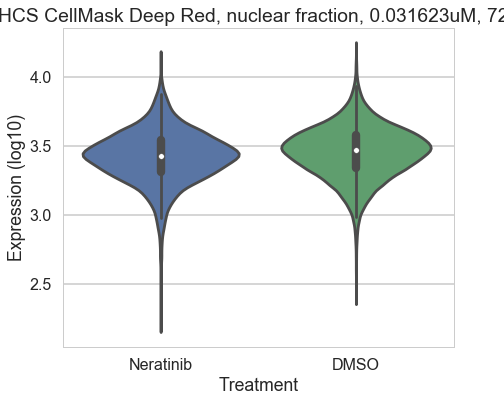 HCS CellMask Deep Red, nuclear fraction, 0.031623uM, 72
4.0
3.5
3.0
2.5
Expression (log10)
Neratinib DMSO
Treatment